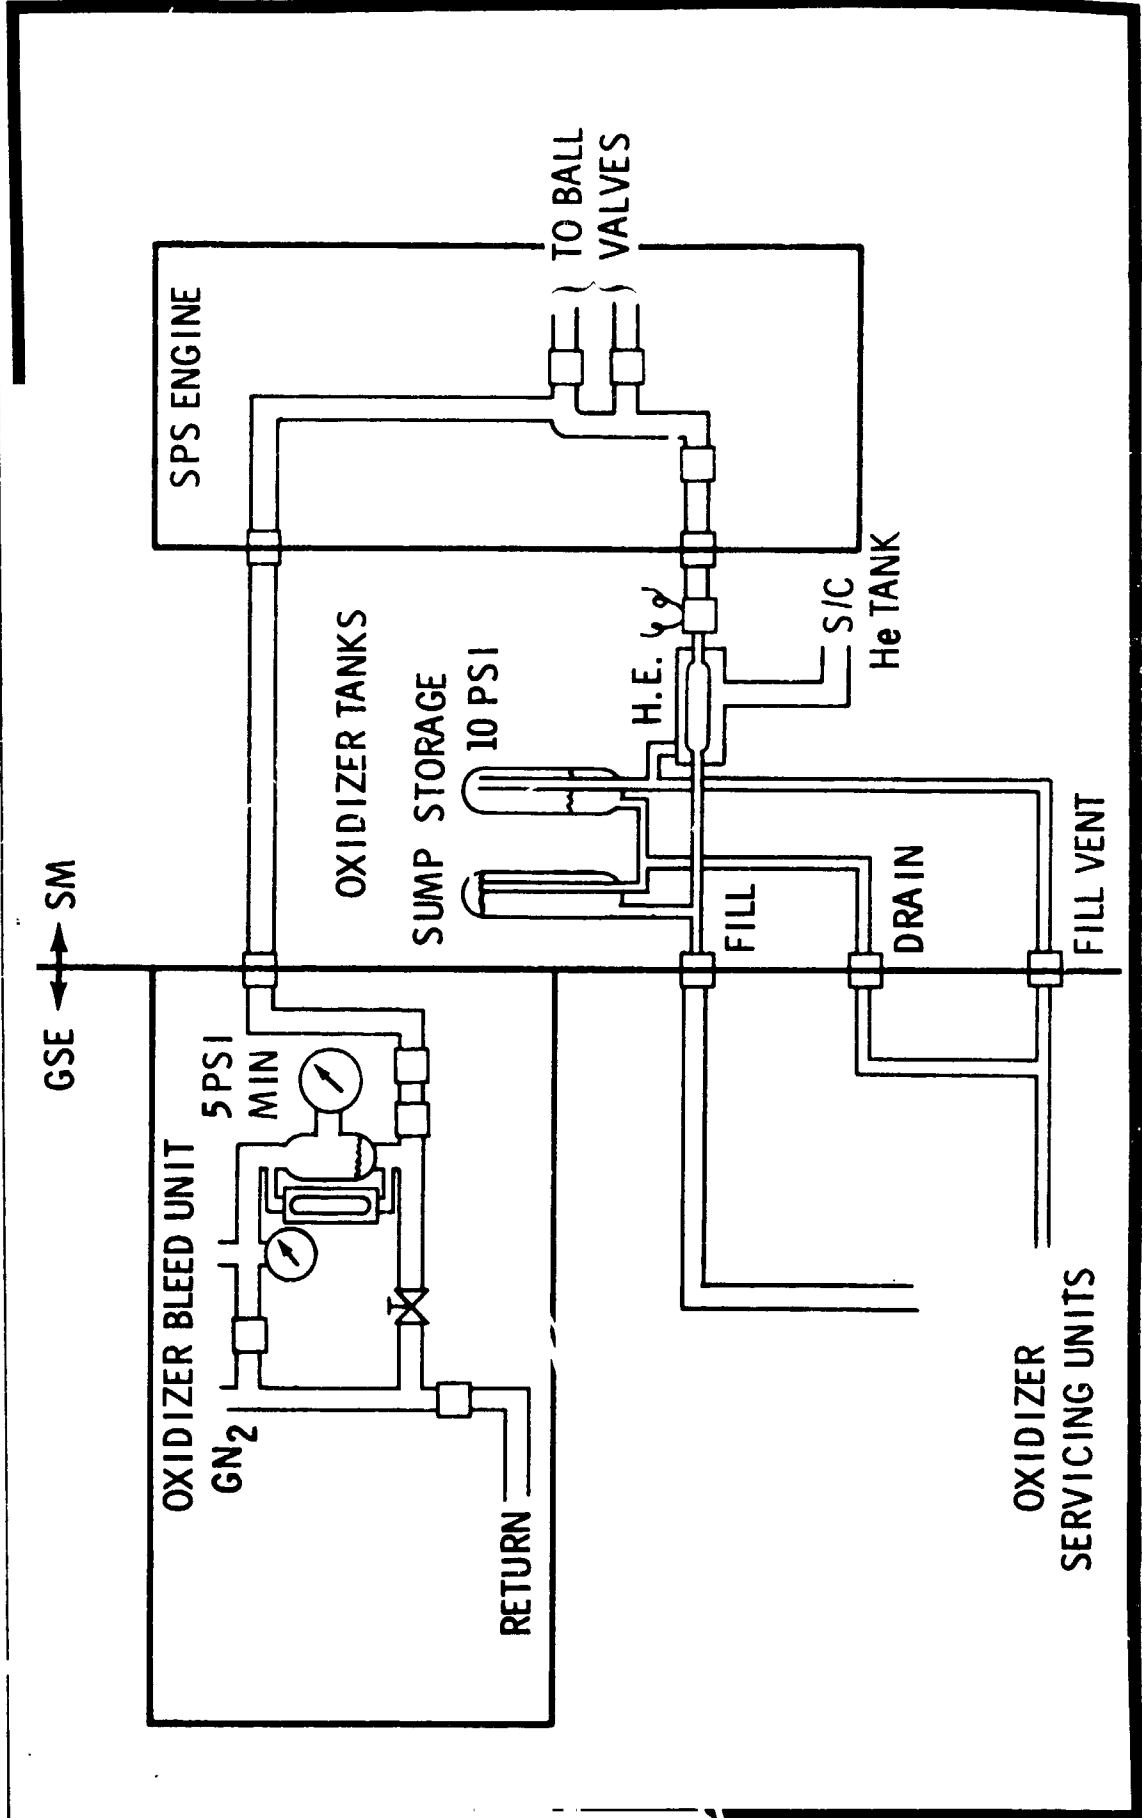 GSE
SM
OXIDIZER BLEED UNIT
5 PSI
MIN
GN2
RETURN
SPS ENGINE
OXIDIZER TANKS
SUMP STORAGE
10 PSI
H.E.
TO BALL
VALVES
S/C
He TANK
FILL
DRAIN
FILL VENT
OXIDIZER
SERVICING UNITS